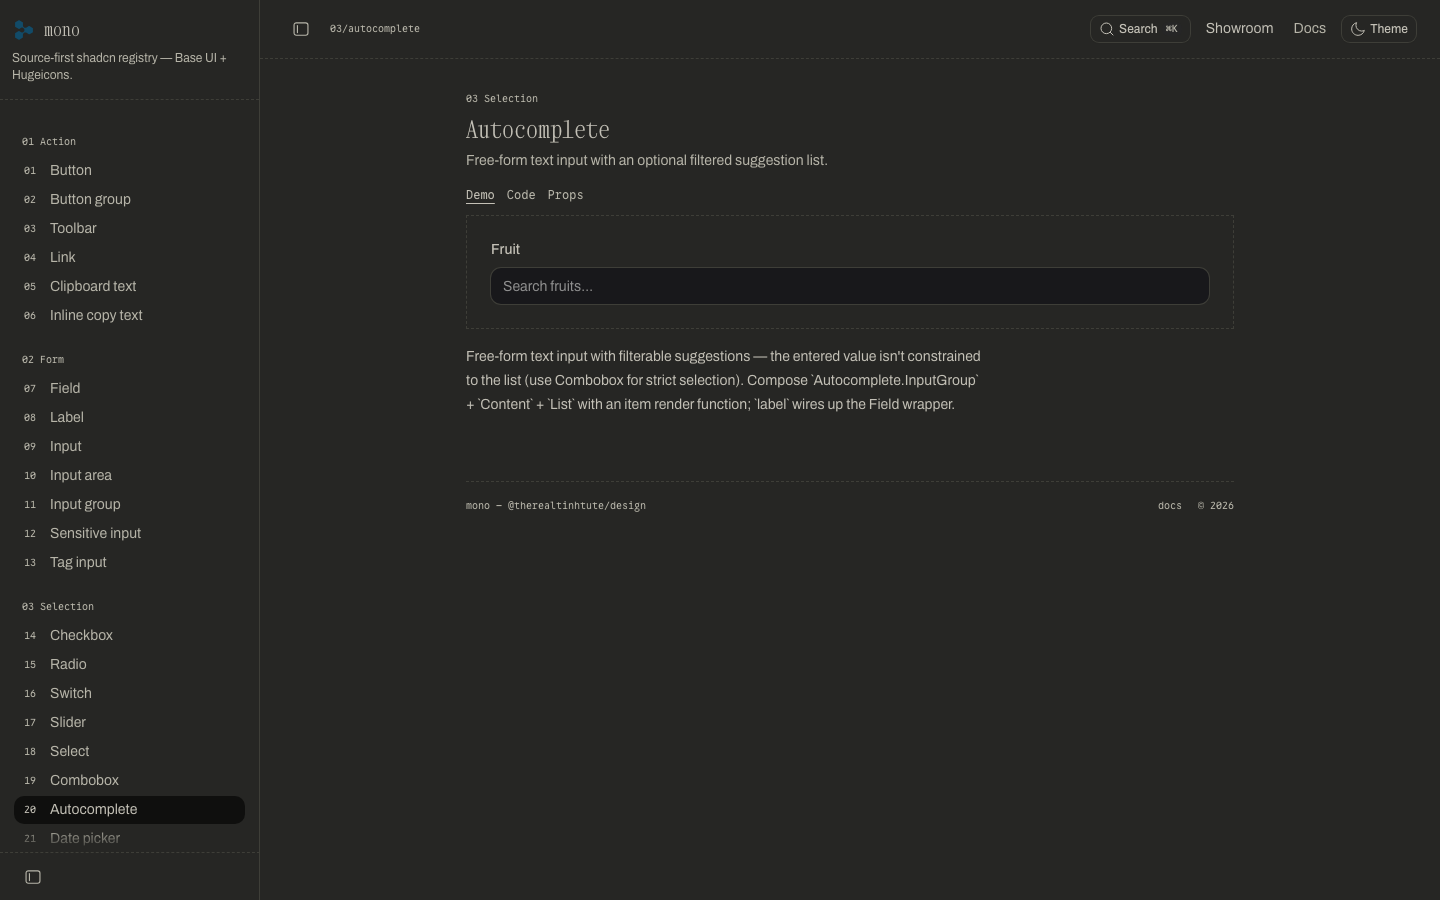 mono
Source-first shadcn registry — Base UI +
Hugeicons.
01 Action
01 Button
02 Button group
03 Toolbar
04 Link
05 Clipboard text
06 Inline copy text
02 Form
07 Field
08 Label
09 Input
10 Input area
11 Input group
12 Sensitive input
13 Tag input
03 Selection
14 Checkbox
15 Radio
16 Switch
17 Slider
18 Select
19 Combobox
20 Autocomplete
21 Date picker
03/autocomplete
Search ⌘K
Showroom
Docs
Theme
03 Selection
Autocomplete
Free-form text input with an optional filtered suggestion list.
Demo Code Props
Fruit
Search fruits...
Free-form text input with filterable suggestions — the entered value isn't constrained
to the list (use Combobox for strict selection). Compose `Autocomplete.InputGroup`
+ `Content` + `List` with an item render function; `label` wires up the Field wrapper.
mono — @therealtinhtute/design
docs © 2026